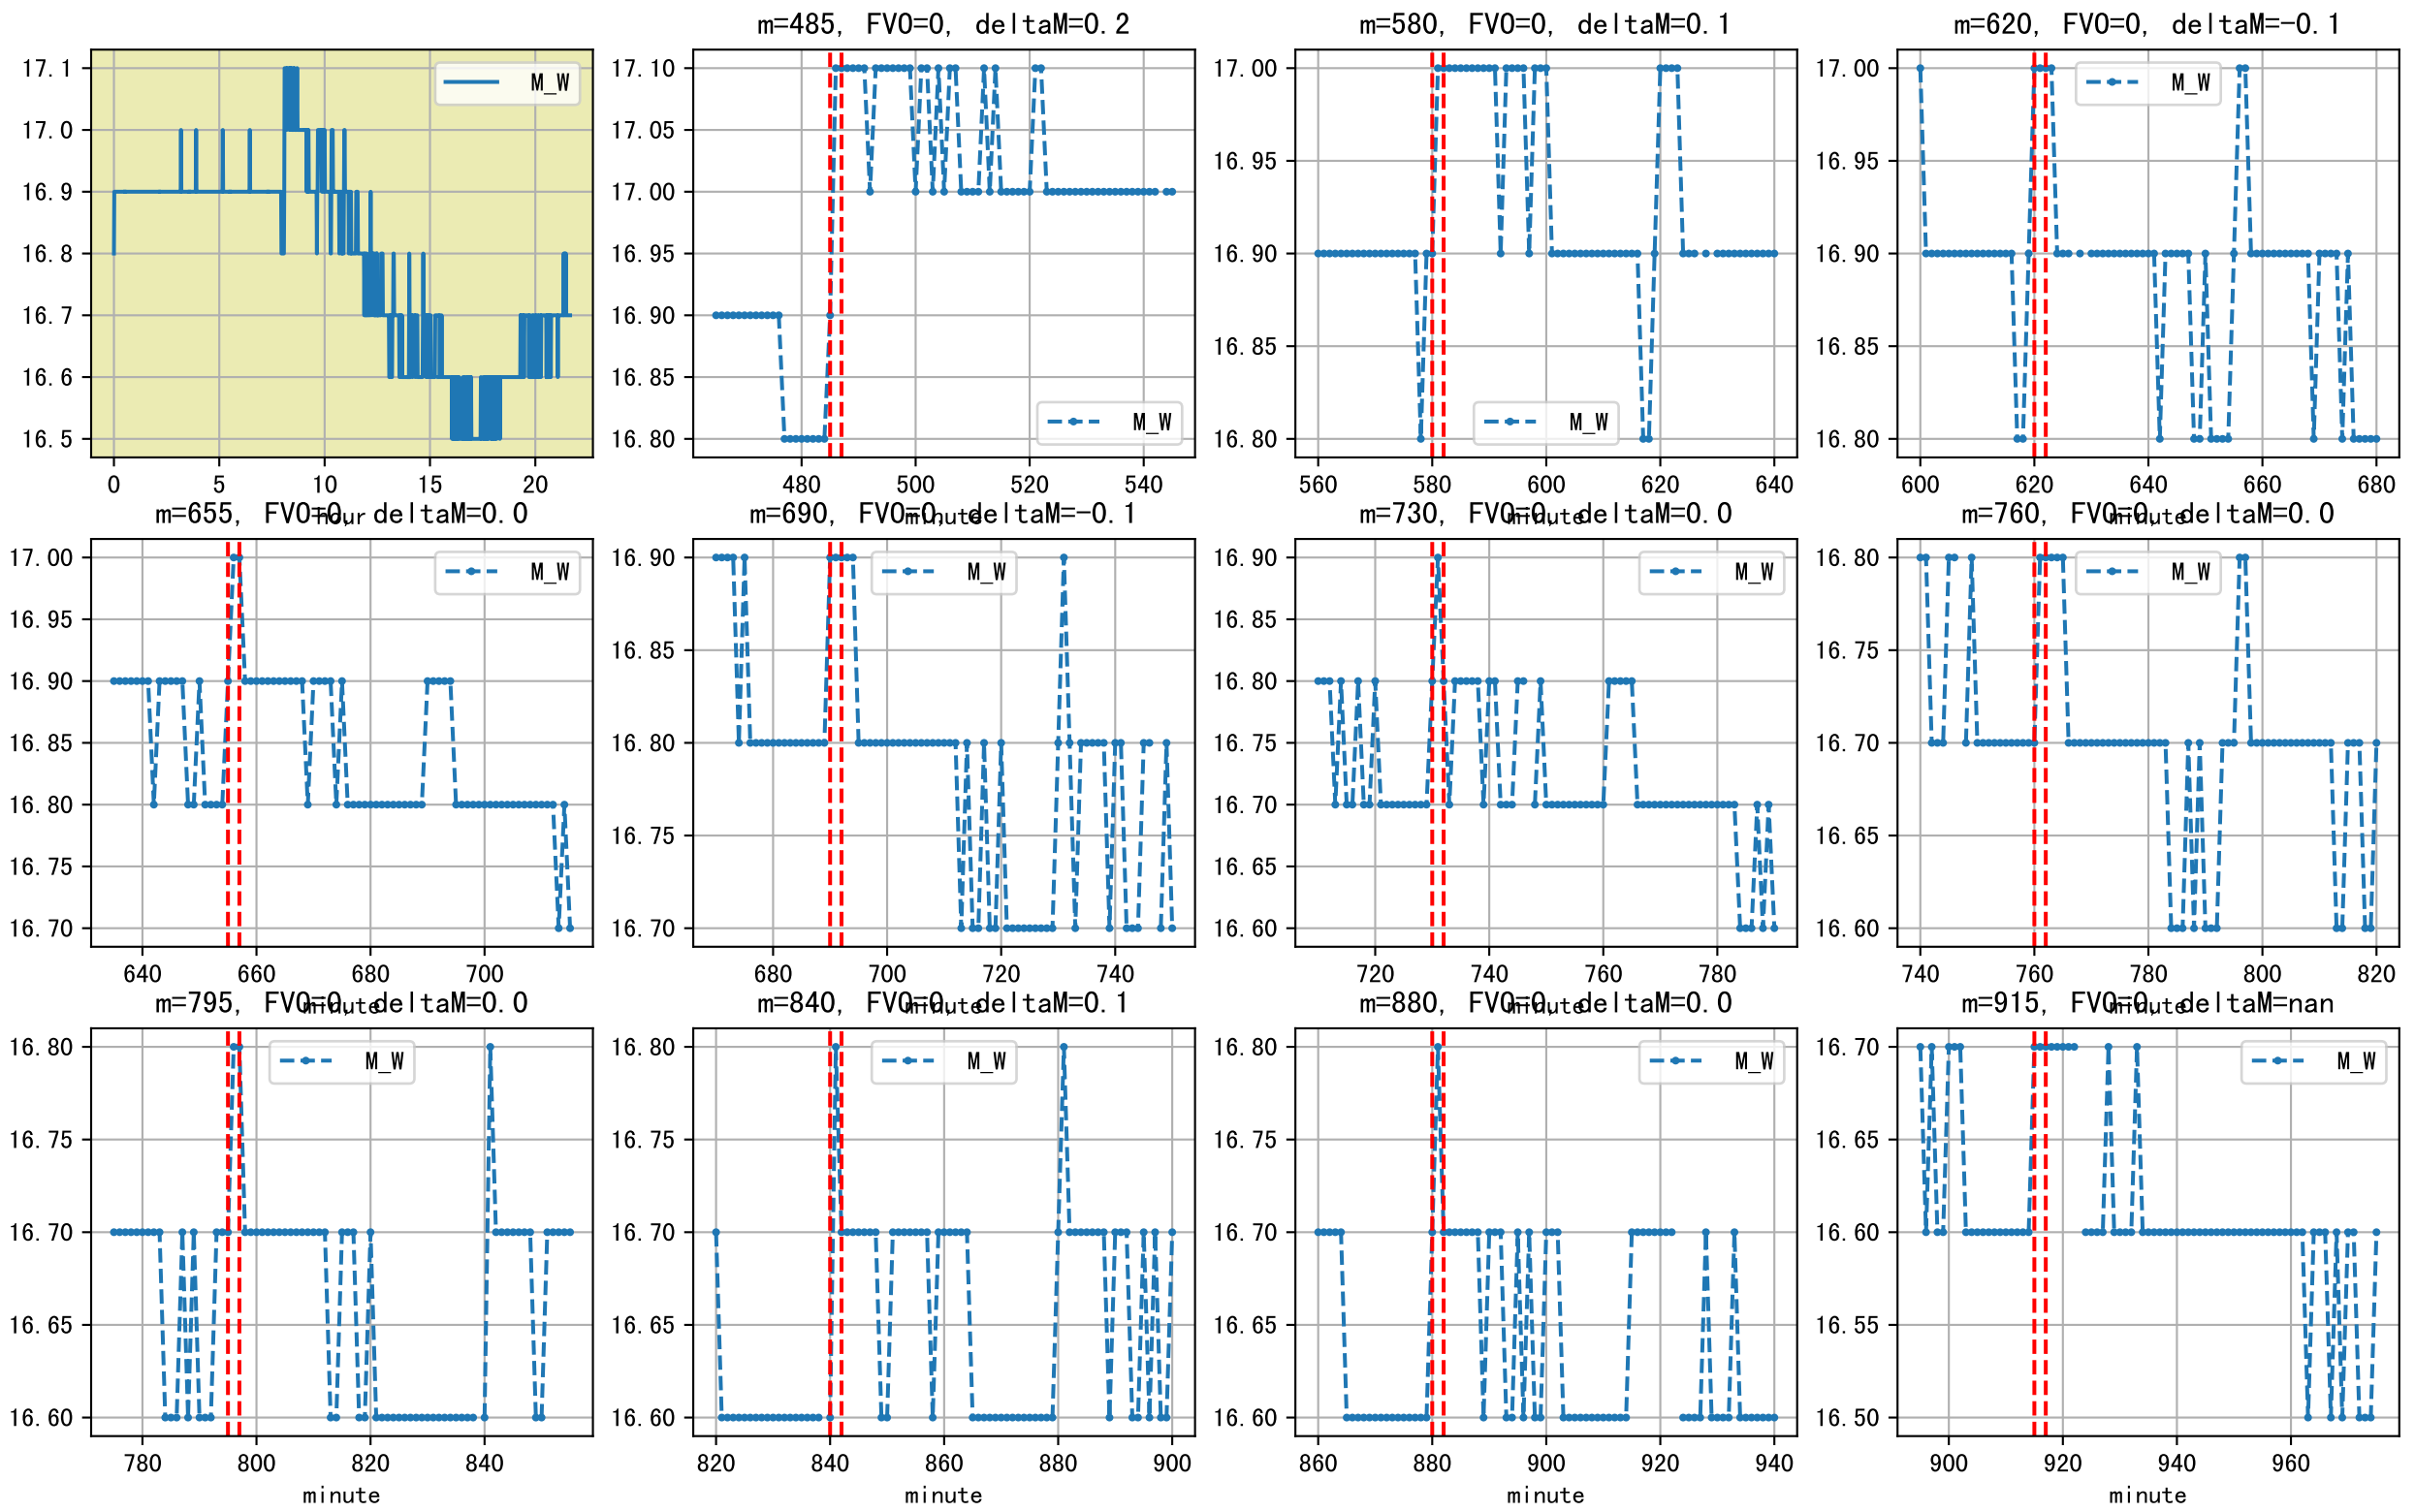 m=485, FV0=0, deltaM=0.2
m=580, FV0=0, deltaM=0.1
m=620, FV0=0, deltaM=-0.1
17.1
17.0
16.9
16.8
16.7
16.6
16.5
M_W
0 5 10 15 20
hour
17.10
17.05
17.00
16.95
16.90
16.85
16.80
M_W
480 500 520 540
minute
17.00
16.95
16.90
16.85
16.80
M_W
560 580 600 620 640
minute
17.00
16.95
16.90
16.85
16.80
M_W
600 620 640 660 680
minute
m=655, FV0=0, deltaM=0.0
17.00
16.95
16.90
16.85
16.80
16.75
16.70
M_W
640 660 680 700
minute
m=690, FV0=0, deltaM=-0.1
16.90
16.85
16.80
16.75
16.70
M_W
680 700 720 740
minute
m=730, FV0=0, deltaM=0.0
16.90
16.85
16.80
16.75
16.70
16.65
16.60
M_W
720 740 760 780
minute
m=760, FV0=0, deltaM=0.0
16.80
16.75
16.70
16.65
16.60
M_W
740 760 780 800 820
minute
m=795, FV0=0, deltaM=0.0
16.80
16.75
16.70
16.65
16.60
M_W
780 800 820 840
minute
m=840, FV0=0, deltaM=0.1
16.80
16.75
16.70
16.65
16.60
M_W
820 840 860 880 900
minute
m=880, FV0=0, deltaM=0.0
16.80
16.75
16.70
16.65
16.60
M_W
860 880 900 920 940
minute
m=915, FV0=0, deltaM=nan
16.70
16.65
16.60
16.55
16.50
M_W
900 920 940 960
minute